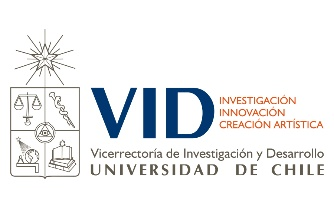 VID
INVESTIGACIÓN
INNOVACIÓN
CREACIÓN ARTÍSTICA
Vicerrectoría de Investigación y Desarrollo
UNIVERSIDAD DE CHILE